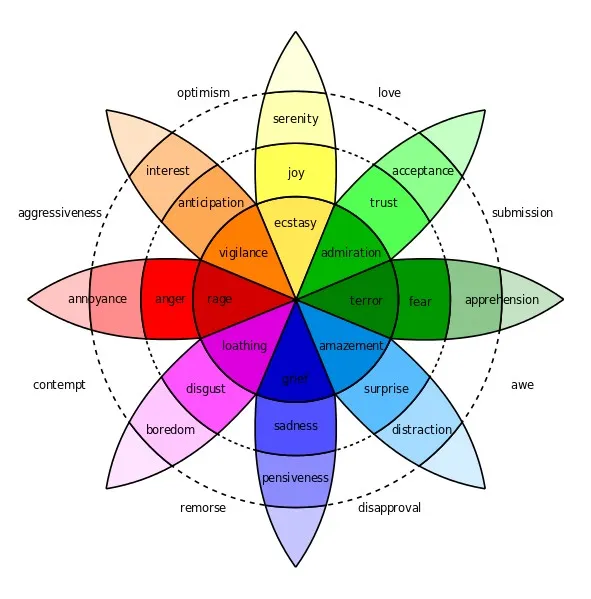 optimism
love
serenity
interest
acceptance
joy
anticipation
trust
aggressiveness
submission
ecstasy
vigilance
admiration
annoyance
anger
rage
terror
fear
apprehension
loathing
amazement
grief
contempt
awe
disgust
surprise
boredom
sadness
distraction
pensiveness
remorse
disapproval